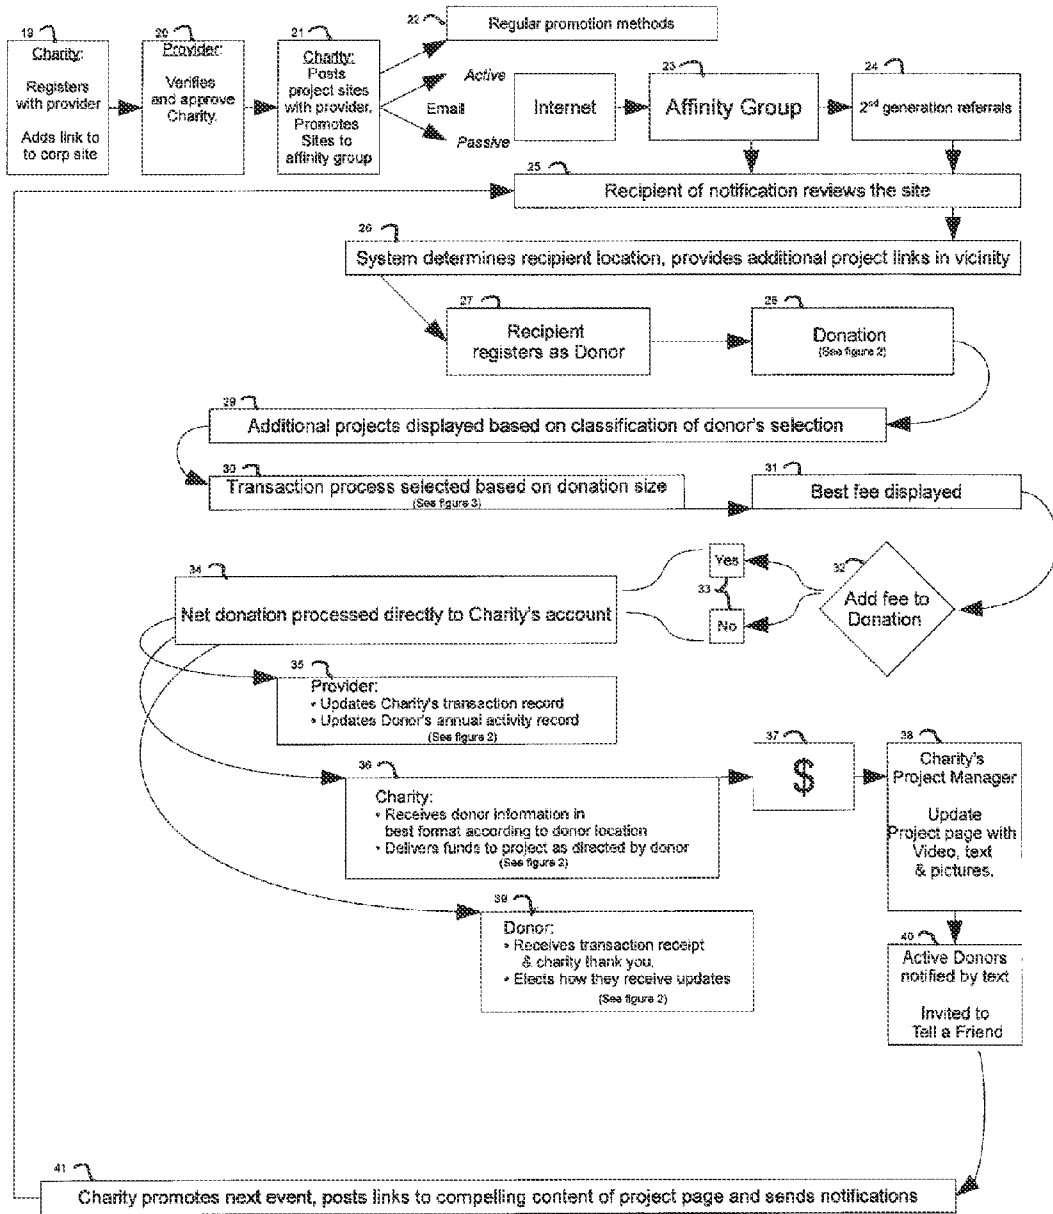 19
Charity:
Registers
with provider
Adds link to
to corp site
20
Provider:
Verifies
and approve
Charity.
21
Charity:
Posts
project sites
with provider.
Promotes
Sites to
affinity group
22
Regular promotion methods
Active
Email
Passive
Internet
23
Affinity Group
24
2nd generation referrals
25
Recipient of notification reviews the site
26
System determines recipient location, provides additional project links in vicinity
27
Recipient
registers as Donor
28
Donation
(See figure 2)
29
Additional projects displayed based on classification of donor's selection
30
Transaction process selected based on donation size
(See figure 3)
31
Best fee displayed
32
Add fee to
Donation
Yes
33
No
34
Net donation processed directly to Charity's account
35
Provider:
• Updates Charity's transaction record
• Updates Donor's annual activity record
(See figure 2)
36
Charity:
• Receives donor information in
best format according to donor location
• Delivers funds to project as directed by donor
(See figure 2)
37
$
38
Charity's
Project Manager
Update
Project page with
Video, text
& pictures.
39
Donor:
• Receives transaction receipt
& charity thank you.
• Elects how they receive updates
(See figure 2)
40
Active Donors
notified by text
Invited to
Tell a Friend
41
Charity promotes next event, posts links to compelling content of project page and sends notifications